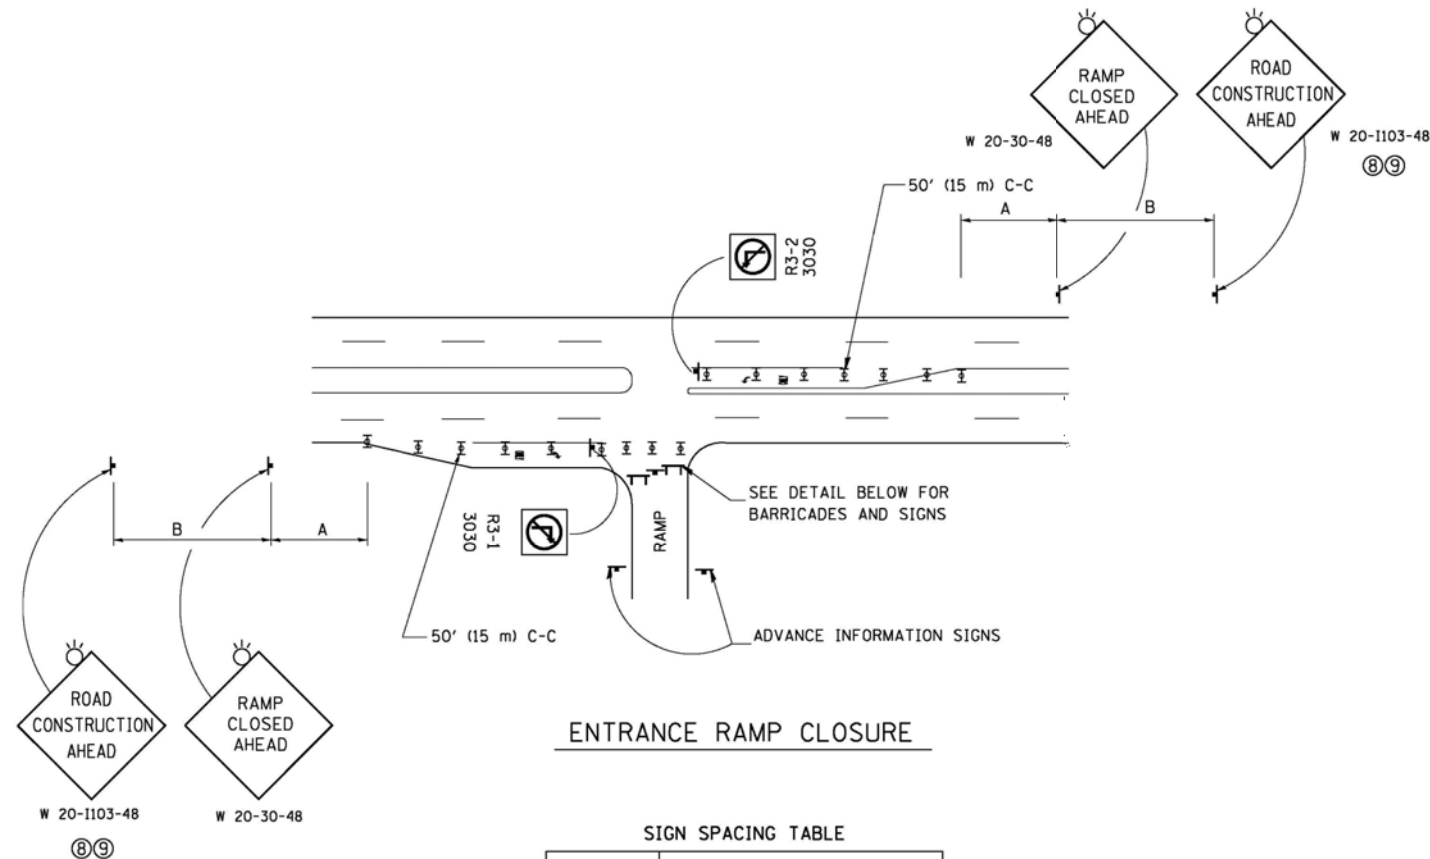 RAMP
CLOSED
AHEAD
W 20-30-48
ROAD
CONSTRUCTION
AHEAD
W 20-I103-48
⑧⑨
50' (15 m) C-C
A
B
R3-2
3030
SEE DETAIL BELOW FOR
BARRICADES AND SIGNS
B
A
R3-1
3030
RAMP
50' (15 m) C-C
ADVANCE INFORMATION SIGNS
ROAD
CONSTRUCTION
AHEAD
W 20-I103-48
⑧⑨
RAMP
CLOSED
AHEAD
W 20-30-48
ENTRANCE RAMP CLOSURE
SIGN SPACING TABLE